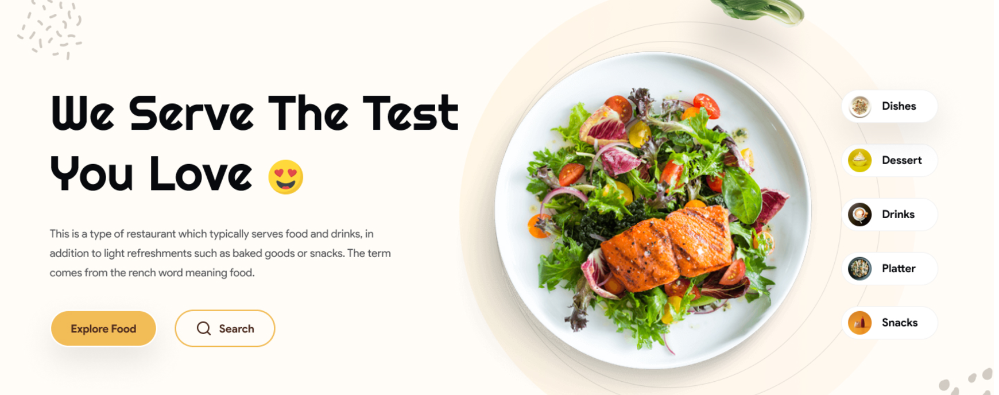 We Serve The Test
You Love 😍
This is a type of restaurant which typically serves food and drinks, in
addition to light refreshments such as baked goods or snacks. The term
comes from the rench word meaning food.
Explore Food
Search
Dishes
Dessert
Drinks
Platter
Snacks